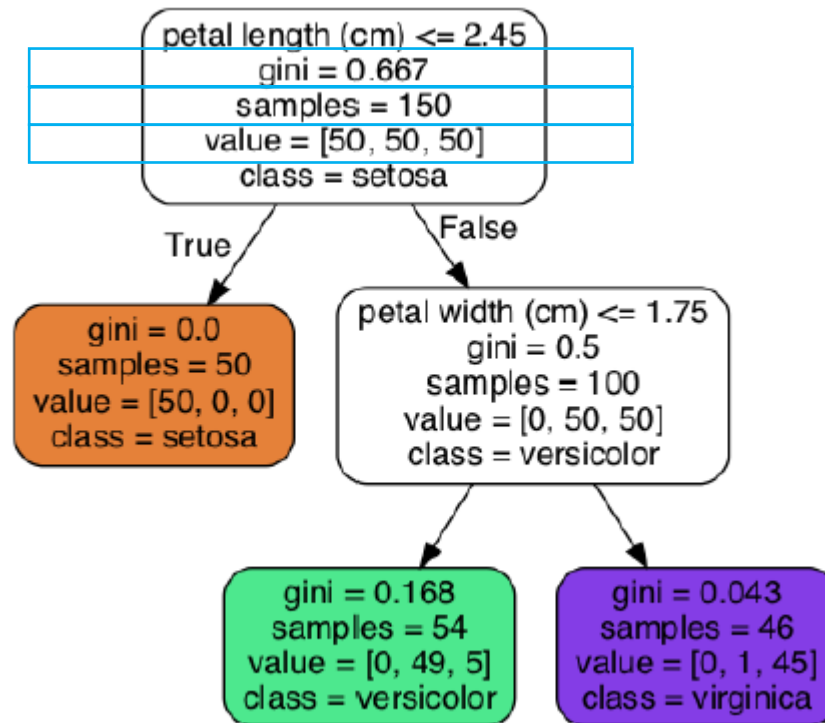 petal length (cm) <= 2.45
gini = 0.667
samples = 150
value = [50, 50, 50]
class = setosa
True
False
gini = 0.0
samples = 50
value = [50, 0, 0]
class = setosa
petal width (cm) <= 1.75
gini = 0.5
samples = 100
value = [0, 50, 50]
class = versicolor
gini = 0.168
samples = 54
value = [0, 49, 5]
class = versicolor
gini = 0.043
samples = 46
value = [0, 1, 45]
class = virginica